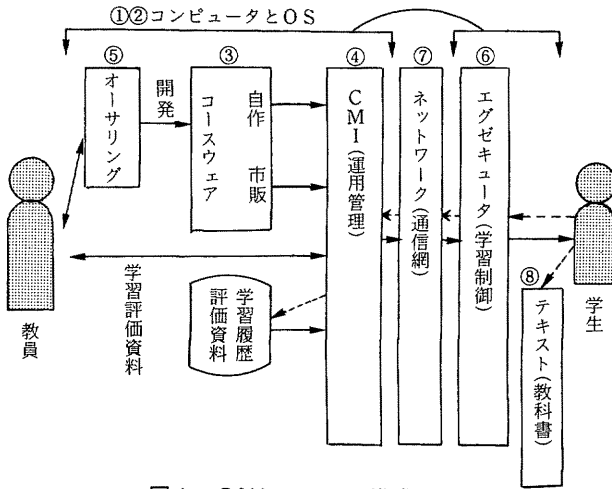 ①②コンピュータとOS
⑤
オーサリング
開発
③
コースウェア
自作
市販
④
CMI(運用管理)
⑦
ネットワーク(通信網)
⑥
エグゼキュータ(学習制御)
⑧
テキスト(教科書)
教員
学生
学習評価資料
学習履歴
評価資料